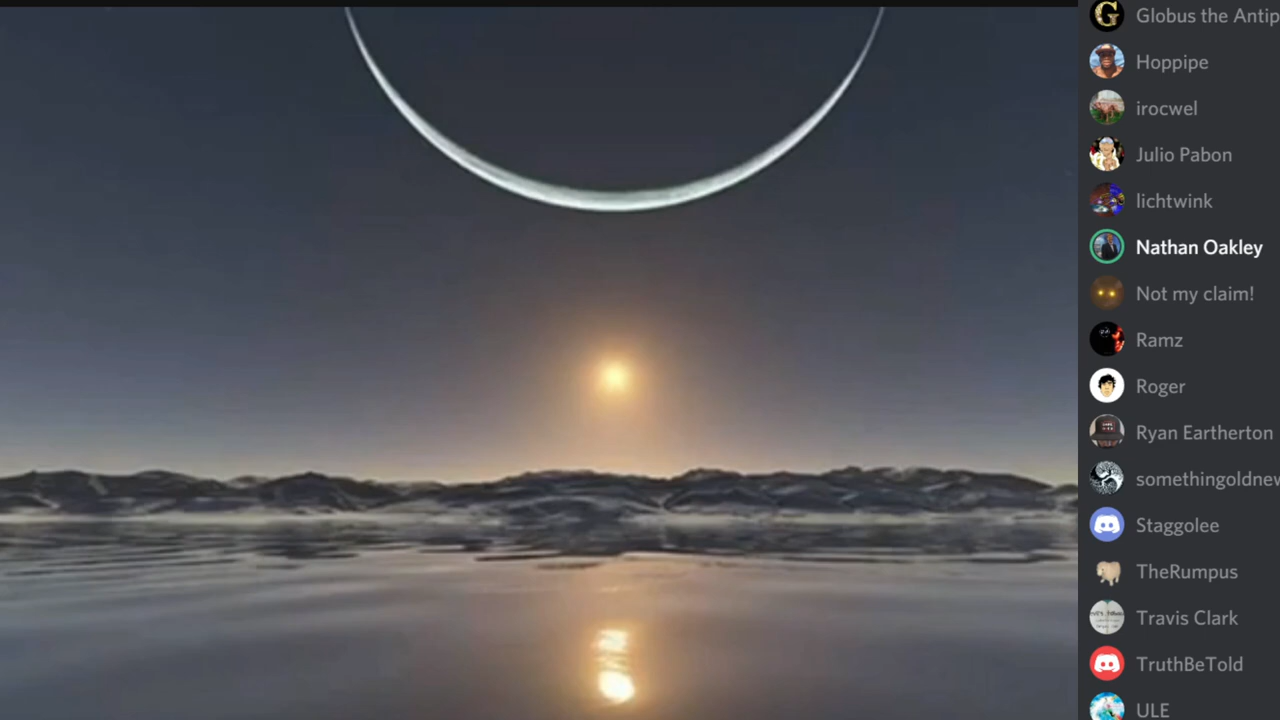 Globus the Antip
Hoppipe
irocwel
Julio Pabon
lichtwink
Nathan Oakley
Not my claim!
Ramz
Roger
Ryan Eartherton
somethingoldnew
Staggolee
TheRumpus
Travis Clark
TruthBeTold
ULE